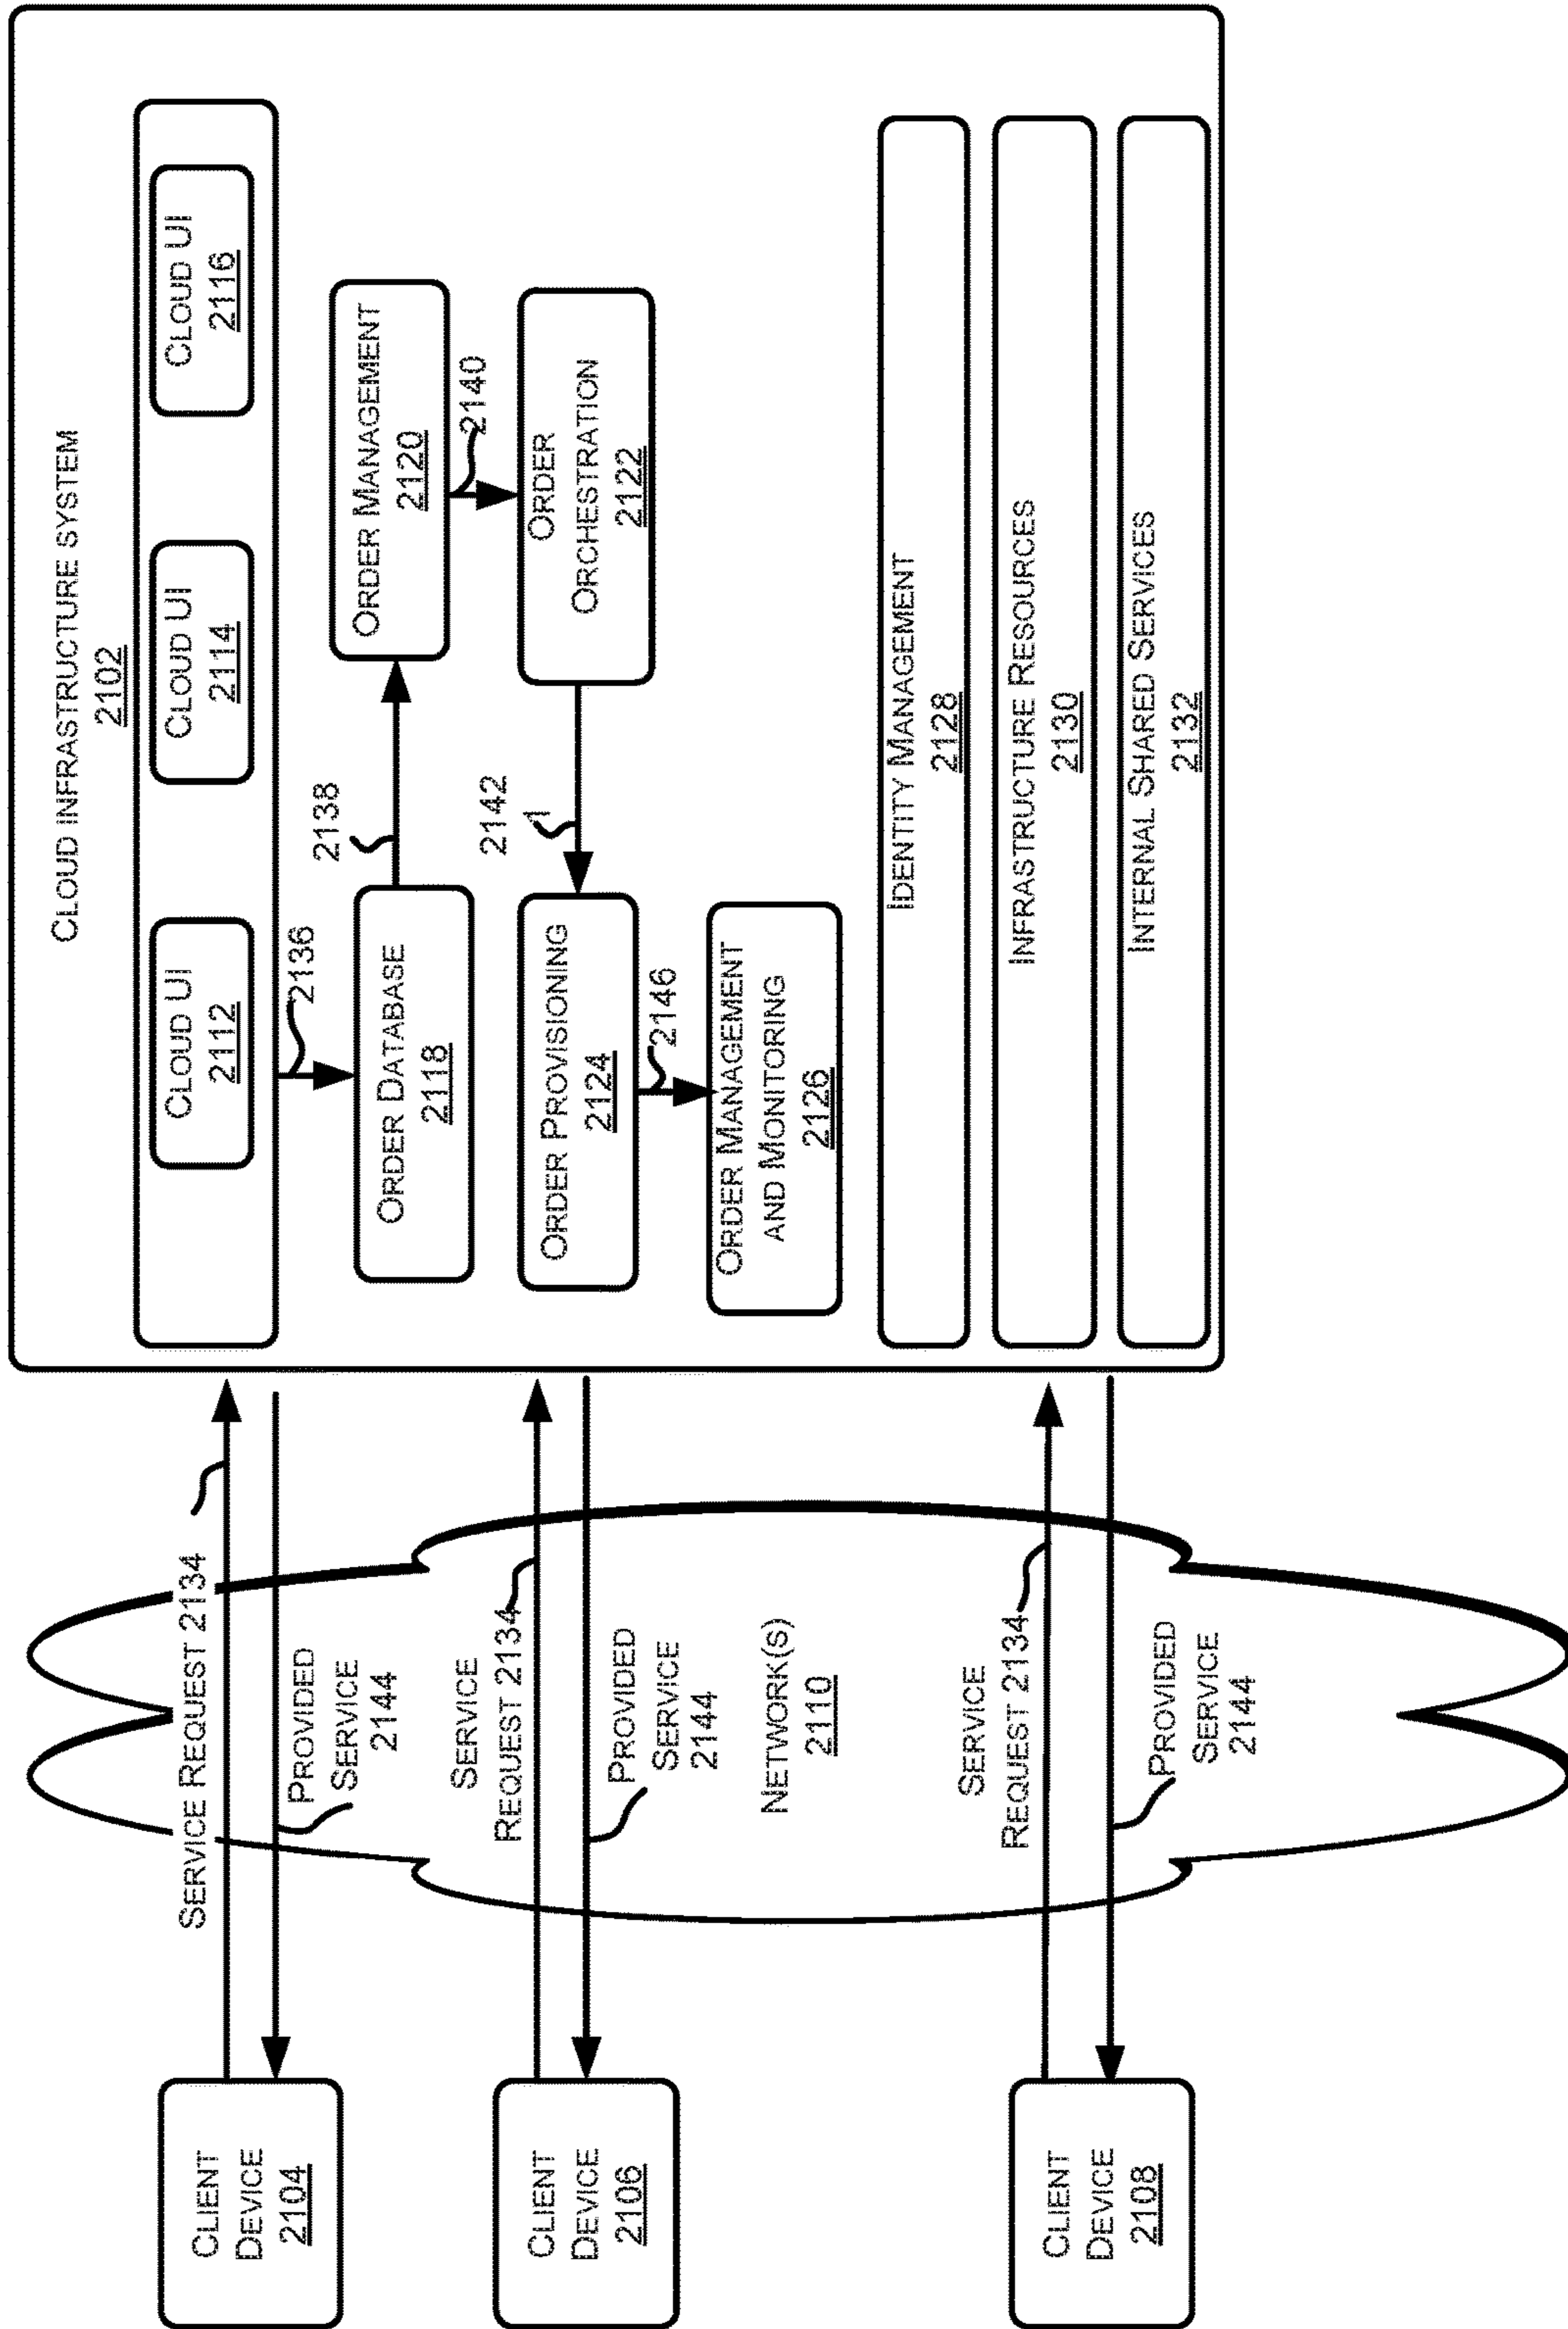 CLOUD INFRASTRUCTURE SYSTEM
2102
CLOUD UI
2112
CLOUD UI
2114
CLOUD UI
2116
2136
2138
ORDER DATABASE
2118
ORDER MANAGEMENT
2120
2140
2142
1
ORDER PROVISIONING
2124
ORDER
ORCHESTRATION
2122
2146
ORDER MANAGEMENT
AND MONITORING
2126
IDENTITY MANAGEMENT
2128
INFRASTRUCTURE RESOURCES
2130
INTERNAL SHARED SERVICES
2132
CLIENT
DEVICE
2104
SERVICE REQUEST 2134
PROVIDED
SERVICE
2144
CLIENT
DEVICE
2106
SERVICE
REQUEST 2134
PROVIDED
SERVICE
2144
NETWORK(S)
2110
CLIENT
DEVICE
2108
SERVICE
REQUEST 2134
PROVIDED
SERVICE
2144